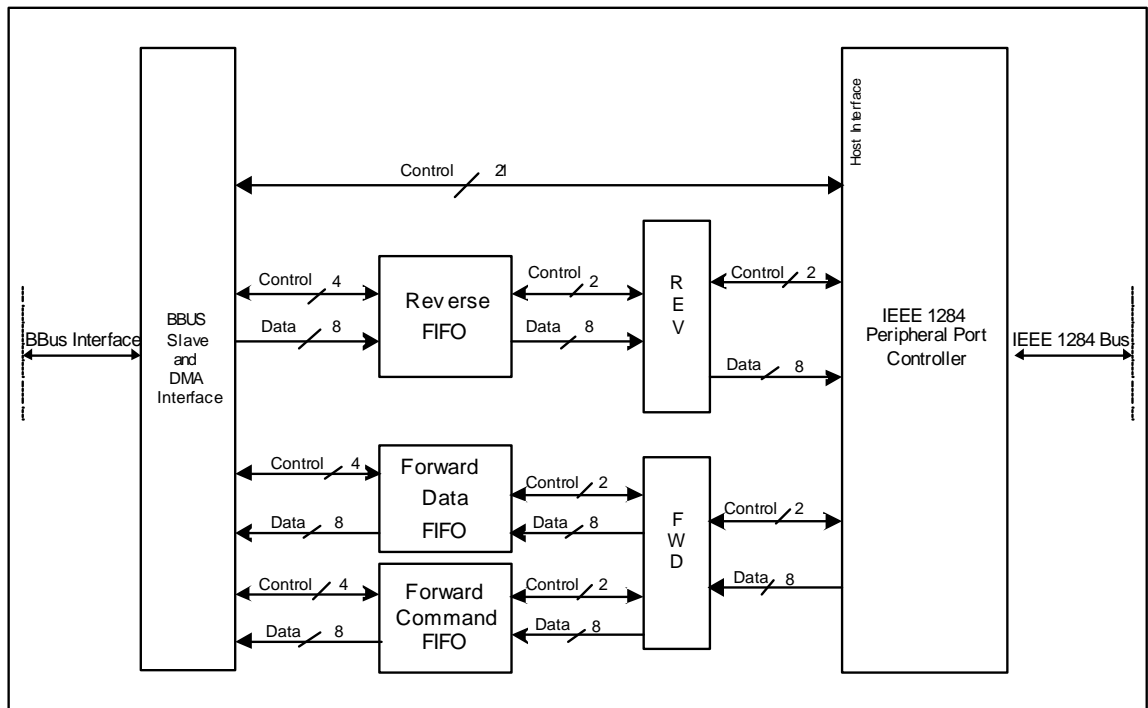 Host Interface
Control 21
Control 4
Data 8
Reverse
FIFO
Control 2
Data 8
R
E
V
Control 2
Data 8
BBus Interface
BBUS
Slave
and
DMA
Interface
IEEE 1284
Peripheral Port
Controller
IEEE 1284 Bus
Control 4
Data 8
Forward
Data
FIFO
Control 2
Data 8
F
W
D
Control 2
Data 8
Control 4
Data 8
Forward
Command
FIFO
Control 2
Data 8